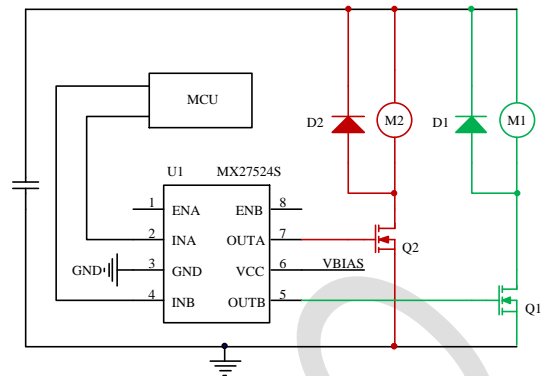 MCU
D2
M2
D1
M1
U1 MX27524S
1 ENA ENB 8
2 INA OUTA 7
Q2
GND 3 GND VCC 6 VBIAS
4 INB OUTB 5
Q1